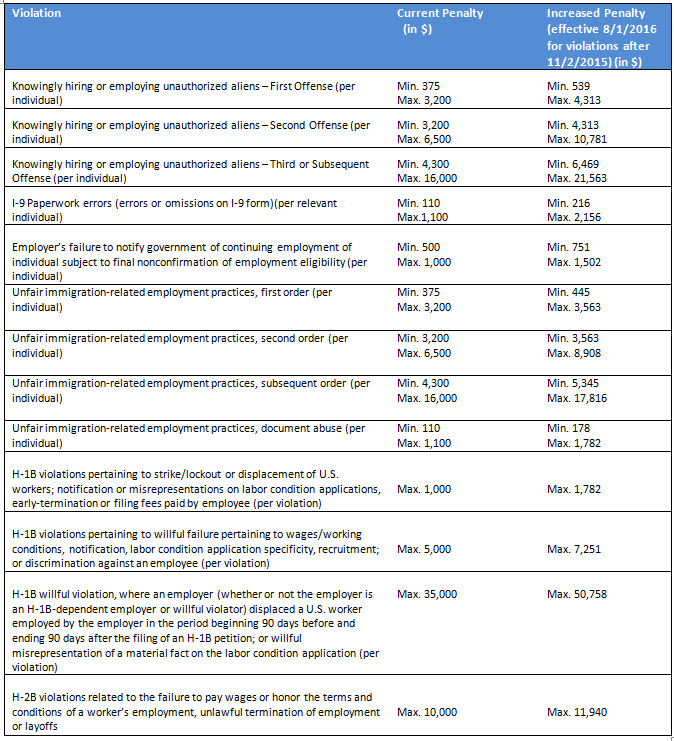 Violation Current Penalty Increased Penalty
(in $) (effective 8/1/2016
for violations after
11/2/2015) (in $)
Knowingly hiring or employing unauthorized aliens – First Offense (per Min. 375 Min. 539
individual) Max. 3,200 Max. 4,313
Knowingly hiring or employing unauthorized aliens – Second Offense (per Min. 3,200 Min. 4,313
individual) Max. 6,500 Max. 10,781
Knowingly hiring or employing unauthorized aliens – Third or Subsequent Min. 4,300 Min. 6,469
Offense (per individual) Max. 16,000 Max. 21,563
I-9 Paperwork errors (errors or omissions on I-9 form)(per relevant Min. 110 Min. 216
individual) Max.1,100 Max. 2,156
Employer's failure to notify government of continuing employment of Min. 500 Min. 751
individual subject to final nonconfirmation of employment eligibility (per Max. 1,000 Max. 1,502
individual)
Unfair immigration-related employment practices, first order (per Min. 375 Min. 445
individual) Max. 3,200 Max. 3,563
Unfair immigration-related employment practices, second order (per Min. 3,200 Min. 3,563
individual) Max. 6,500 Max. 8,908
Unfair immigration-related employment practices, subsequent order (per Min. 4,300 Min. 5,345
individual) Max. 16,000 Max. 17,816
Unfair immigration-related employment practices, document abuse (per Min. 110 Min. 178
individual) Max. 1,100 Max. 1,782
H-1B violations pertaining to strike/lockout or displacement of U.S.
workers; notification or misrepresentations on labor condition applications, Max. 1,000 Max. 1,782
early-termination or filing fees paid by employee (per violation)
H-1B violations pertaining to willful failure pertaining to wages/working
conditions, notification, labor condition application specificity, recruitment; Max. 5,000 Max. 7,251
or discrimination against an employee (per violation)
H-1B willful violation, where an employer (whether or not the employer is Max. 35,000 Max. 50,758
an H-1B-dependent employer or willful violator) displaced a U.S. worker
employed by the employer in the period beginning 90 days before and
ending 90 days after the filing of an H-1B petition; or willful
misrepresentation of a material fact on the labor condition application (per
violation)
H-2B violations related to the failure to pay wages or honor the terms and
conditions of a worker's employment, unlawful termination of employment Max. 10,000 Max. 11,940
or layoffs